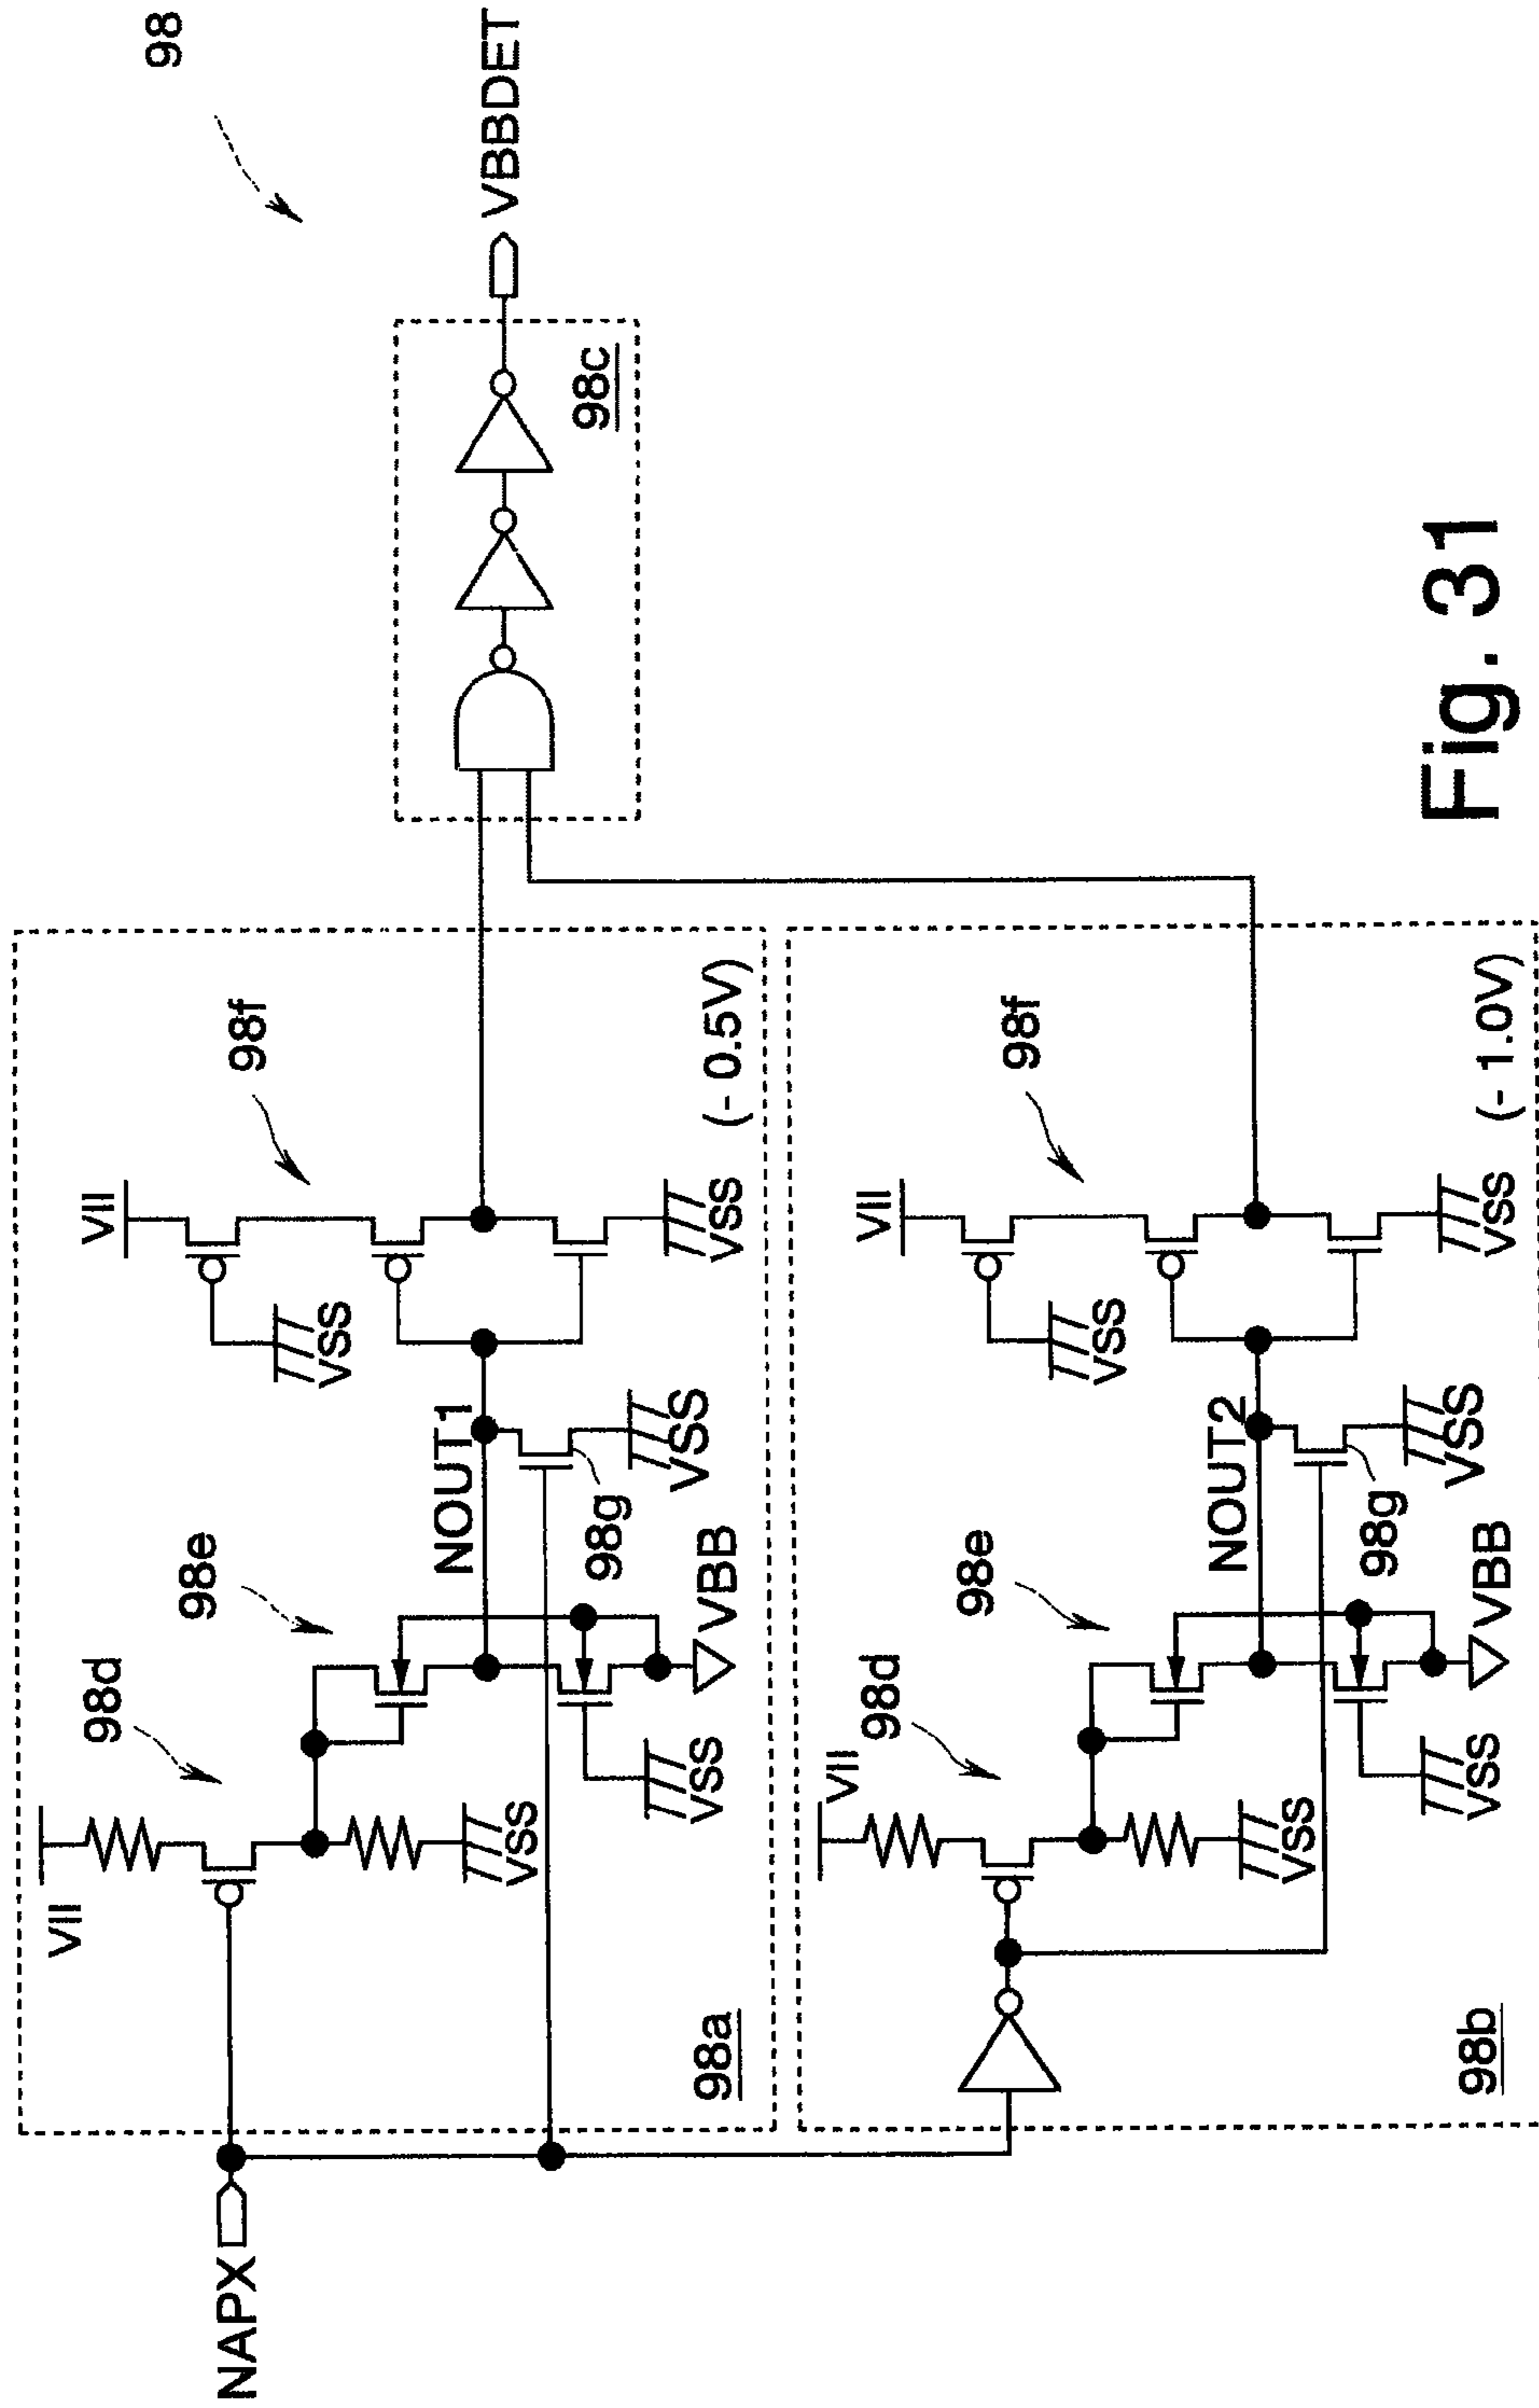 98
NAPX
VBBDET
98a
VII
98d
VSS
98e
VSS
VBB
NOUT1
98g
VSS
VII
VSS
98f
VSS
(- 0.5V)
98c
98b
VII
98d
VSS
98e
VSS
VBB
NOUT2
98g
VSS
VII
VSS
98f
VSS
(- 1.0V)
Fig. 31